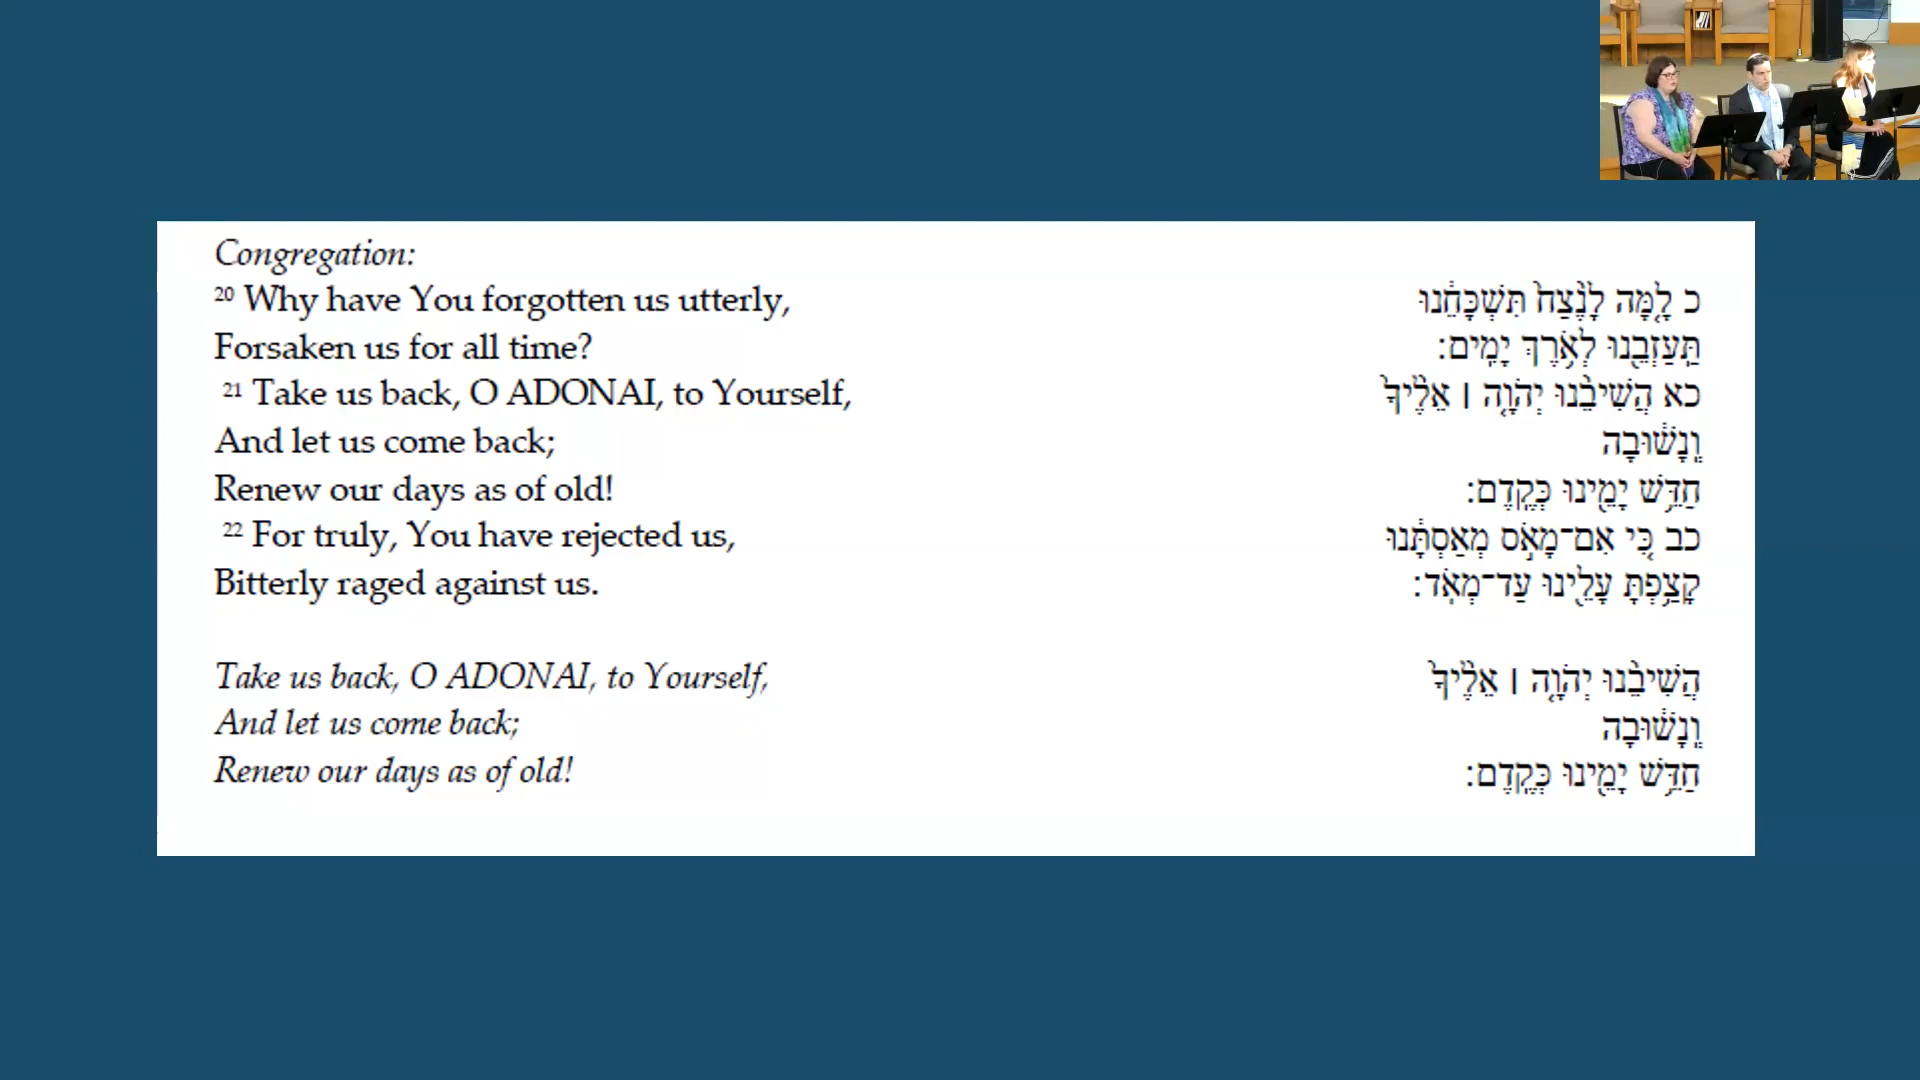 Congregation:
20 Why have You forgotten us utterly,
Forsaken us for all time?
21 Take us back, O ADONAI, to Yourself,
And let us come back;
Renew our days as of old!
22 For truly, You have rejected us,
Bitterly raged against us.
Take us back, O ADONAI, to Yourself,
And let us come back;
Renew our days as of old!
כ לָ֤מָּה לָנֶ֙צַח֙ תִּשְׁכָּחֵ֔נוּ
תַּֽעַזְבֵ֖נוּ לְאֹ֥רֶךְ יָמִֽים׃
כא הֲשִׁיבֵ֨נוּ יְהֹוָ֤ה ׀ אֵלֶ֙יךָ֙
וְֽנָשׁ֔וּבָה
חַדֵּ֥שׁ יָמֵ֖ינוּ כְּקֶֽדֶם׃
כב כִּ֚י אִם־מָאֹ֣ס מְאַסְתָּ֔נוּ
קָצַ֥פְתָּ עָלֵ֖ינוּ עַד־מְאֹֽד׃
הֲשִׁיבֵ֨נוּ יְהֹוָ֤ה ׀ אֵלֶ֙יךָ֙
וְֽנָשׁ֔וּבָה
חַדֵּ֥שׁ יָמֵ֖ינוּ כְּקֶֽדֶם׃